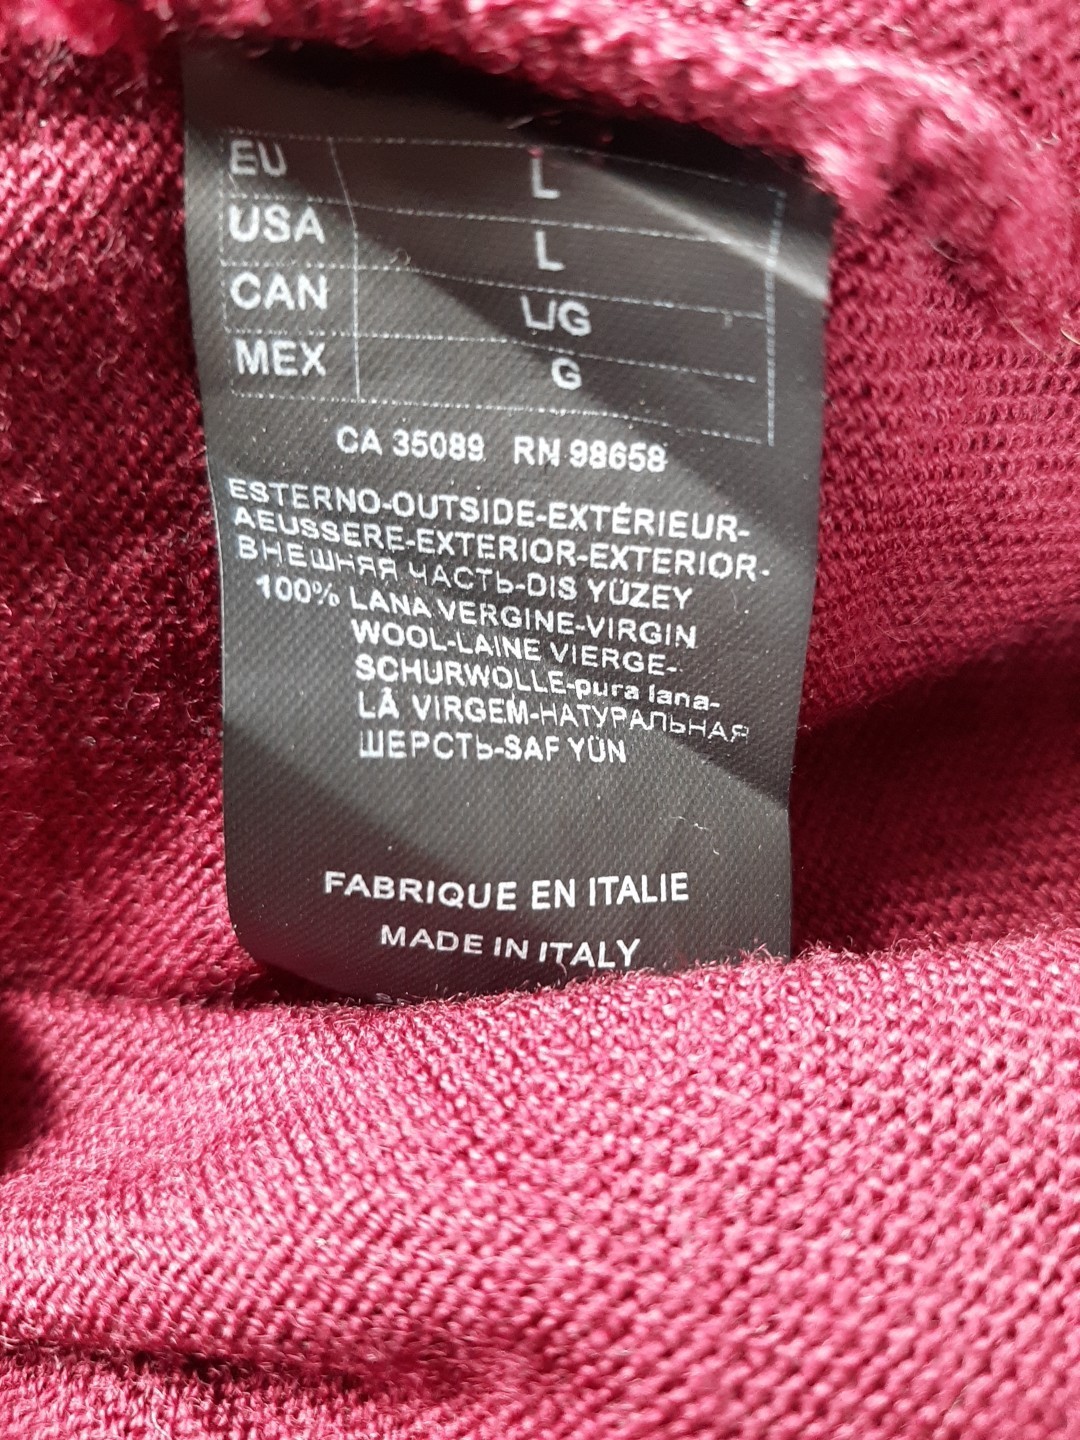 EU L
USA L
CAN L/G
MEX G
CA 35089 RN 98658
ESTERNO-OUTSIDE-EXTÉRIEUR-
AEUSSERE-EXTERIOR-EXTERIOR-
ВНЕШНЯЯ ЧАСТЬ-DIS YÜZEY
100% LANA VERGINE-VIRGIN
WOOL-LAINE VIERGE-
SCHURWOLLE-pura lana-
LÃ VIRGEM-НАТУРАЛЬНАЯ
ШЕРСТЬ-SAF YÜN
FABRIQUE EN ITALIE
MADE IN ITALY